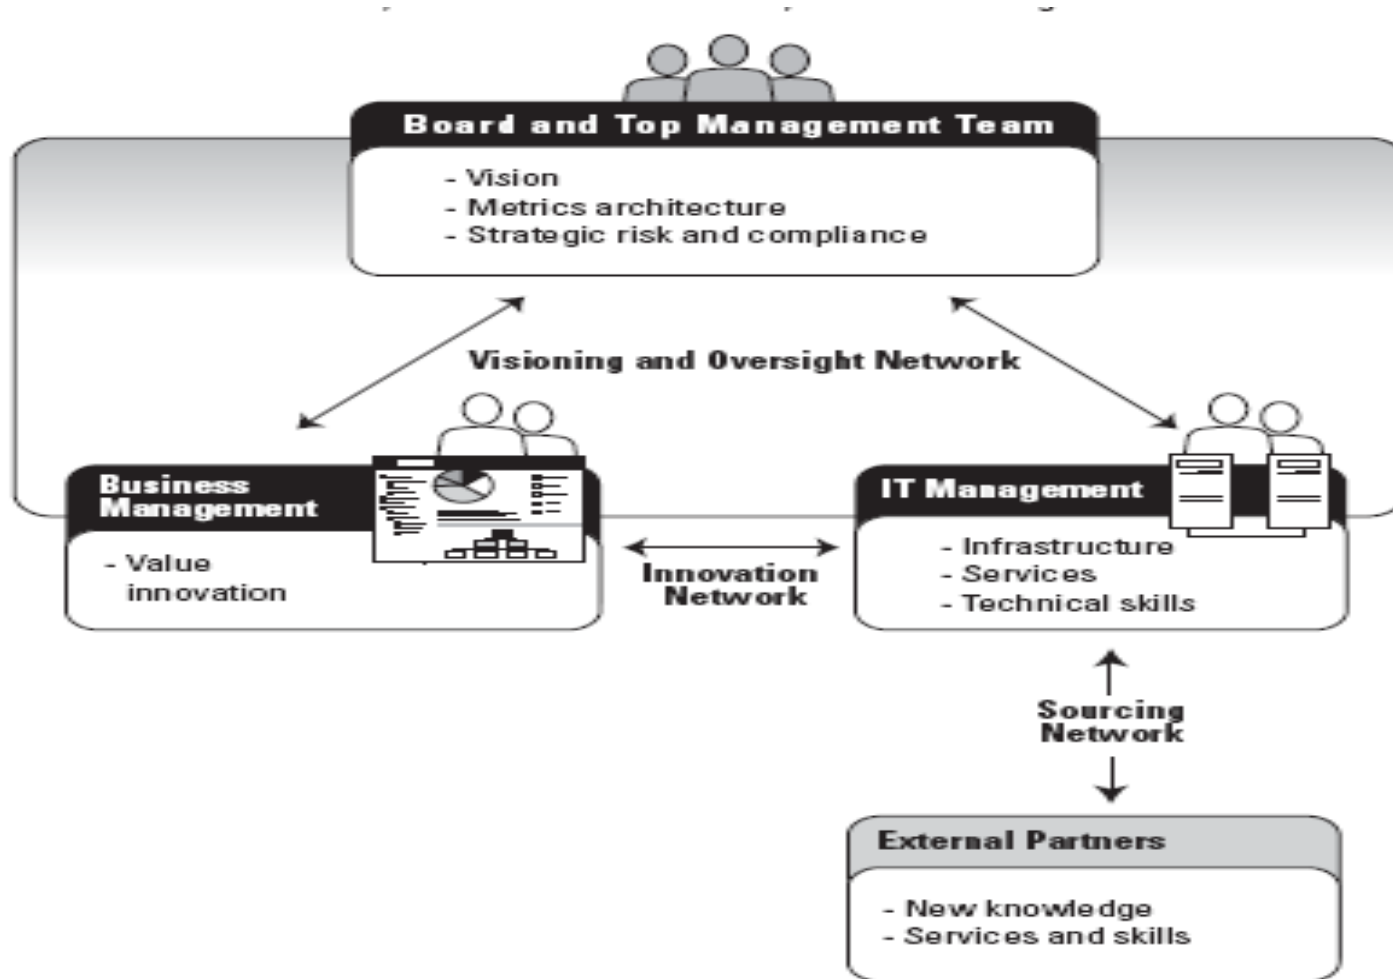 Board and Top Management Team
- Vision
- Metrics architecture
- Strategic risk and compliance
Visioning and Oversight Network
Business
Management
- Value
innovation
Innovation
Network
IT Management
- Infrastructure
- Services
- Technical skills
Sourcing
Network
External Partners
- New knowledge
- Services and skills